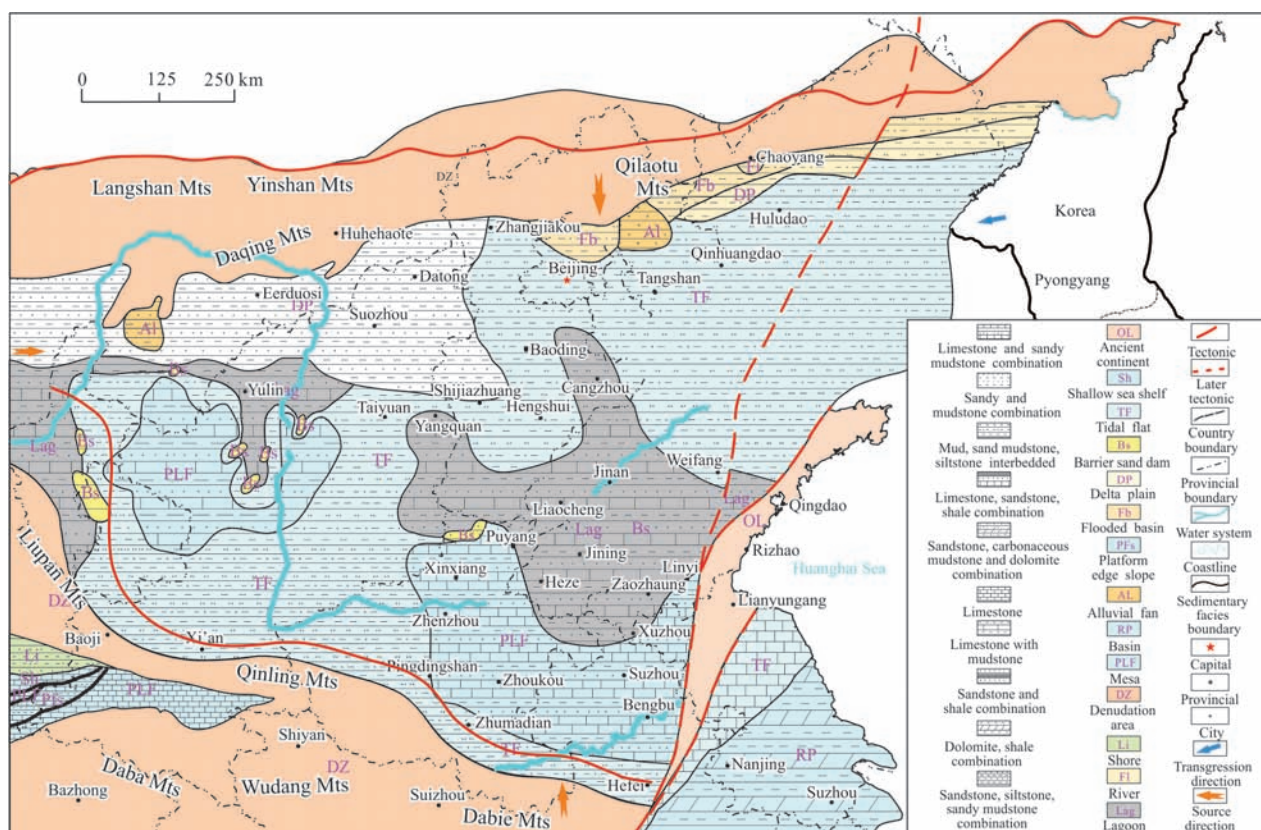 0 125 250 km
Langshan Mts
Yinshan Mts
DZ
Qilaotu
Mts
Chaoyang
Fl
Fb
DP
Huludao
Korea
Pyongyang
Daqing Mts
Huhehaote
Zhangjiakou
Fb
Al
Beijing
Qinhuangdao
Tangshan
TF
Datong
Eerduosi
DP
Suozhou
Al
Baoding
Cangzhou
Yulin
Lag
Shijiazhuang
Hengshui
Taiyuan
Yangquan
Lag
Bs
Bs
PLF
TF
Bs
Jinan
Weifang
Lag
Qingdao
OL
Liaocheng
Lag
Bs
Bs
Puyang
Jining
Rizhao
Linyi
Huanghai Sea
Liupan Mts
DZ
TF
Xinxiang
Heze
Zaozhaung
Lianyungang
Zhenzhou
Xuzhou
Baoji
Xi'an
PLF
TF
Li
Sh
PLF
Qinling Mts
Pingdingshan
Zhoukou
Suzhou
Bengbu
Zhumadian
TF
Shiyan
DZ
Daba Mts
Wudang Mts
Bazhong
Suizhou
Dabie Mts
Hefei
Nanjing
RP
Suzhou
Limestone and sandy
mudstone combination
Sandy and
mudstone combination
Mud, sand mudstone,
siltstone interbedded
Limestone, sandstone,
shale combination
Sandstone, carbonaceous
mudstone and dolomite
combination
Limestone
Limestone with
mudstone
Sandstone and
shale combination
Dolomite, shale
combination
Sandstone, siltstone,
sandy mudstone
combination
OL
Ancient
continent
Sh
Shallow sea shelf
TF
Tidal flat
Bs
Barrier sand dam
DP
Delta plain
Fb
Flooded basin
PFs
Platform
edge slope
AL
Alluvial fan
RP
Basin
PLF
Mesa
DZ
Denudation
area
Li
Shore
Fl
River
Lag
Lagoon
Tectonic
Later
tectonic
Country
boundary
Provincial
boundary
Water system
Coastline
Sedimentary
facies
boundary
Capital
Provincial
City
Transgression
direction
Source
direction